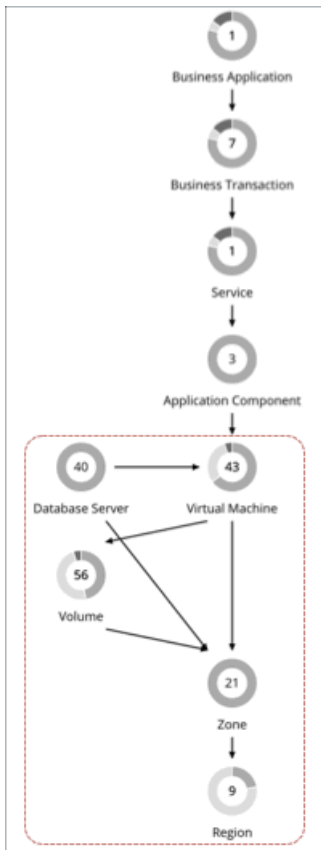 1
Business Application
7
Business Transaction
1
Service
3
Application Component
40
43
Database Server
Virtual Machine
56
Volume
21
Zone
9
Region